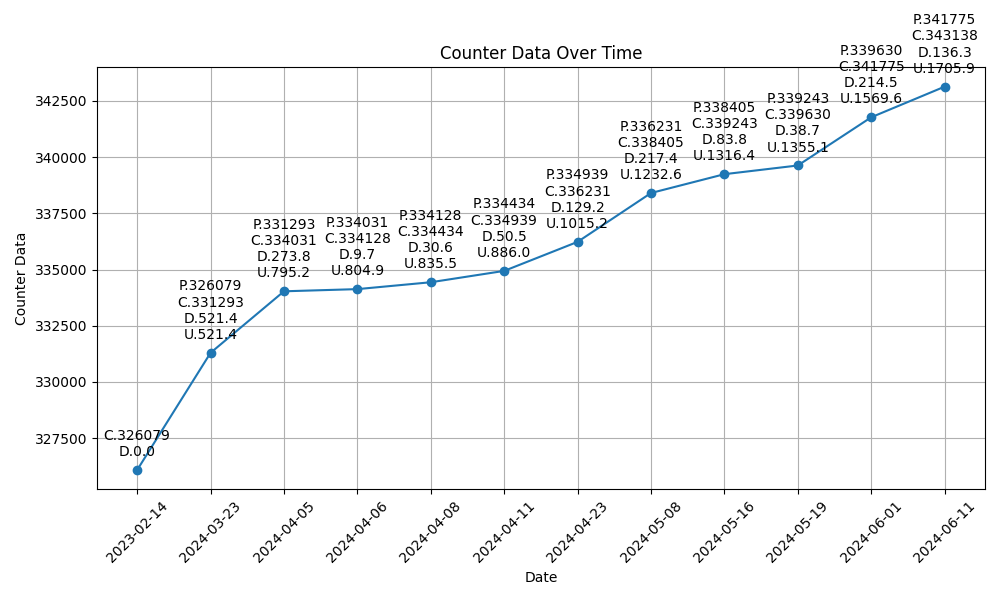 Counter Data Over Time
Counter Data
342500
340000
337500
335000
332500
330000
327500
C.326079
D.0.0
P.326079
C.331293
D.521.4
U.521.4
P.331293
C.334031
D.273.8
U.795.2
P.334031
C.334128
D.9.7
U.804.9
P.334128
C.334434
D.30.6
U.835.5
P.334434
C.334939
D.50.5
U.886.0
P.334939
C.336231
D.129.2
U.1015.2
P.336231
C.338405
D.217.4
U.1232.6
P.338405
C.339243
D.83.8
U.1316.4
P.339243
C.339630
D.38.7
U.1355.1
P.339630
C.341775
D.214.5
U.1569.6
P.341775
C.343138
D.136.3
U.1705.9
2023-02-14
2024-03-23
2024-04-05
2024-04-06
2024-04-08
2024-04-11
2024-04-23
2024-05-08
2024-05-16
2024-05-19
2024-06-01
2024-06-11
Date